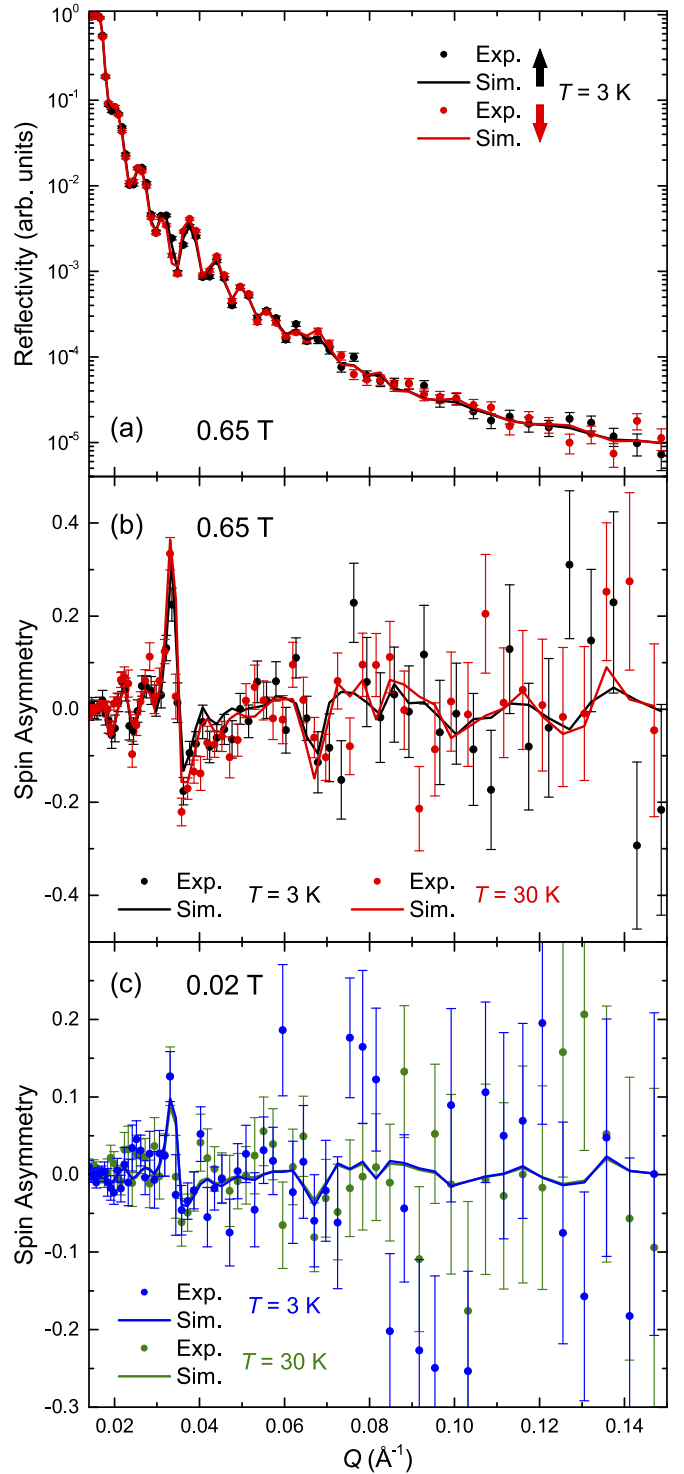 10⁰
Exp.
Sim.
T = 3 K
Exp.
Sim.
10⁻¹
10⁻²
10⁻³
10⁻⁴
10⁻⁵
Reflectivity (arb. units)
(a) 0.65 T
(b) 0.65 T
0.4
0.2
0.0
-0.2
-0.4
Spin Asymmetry
Exp.
Sim.
T = 3 K
Exp.
Sim.
T = 30 K
(c) 0.02 T
0.2
0.1
0.0
-0.1
-0.2
-0.3
Spin Asymmetry
Exp.
Sim.
T = 3 K
Exp.
Sim.
T = 30 K
0.02 0.04 0.06 0.08 0.10 0.12 0.14
Q (Å⁻¹)